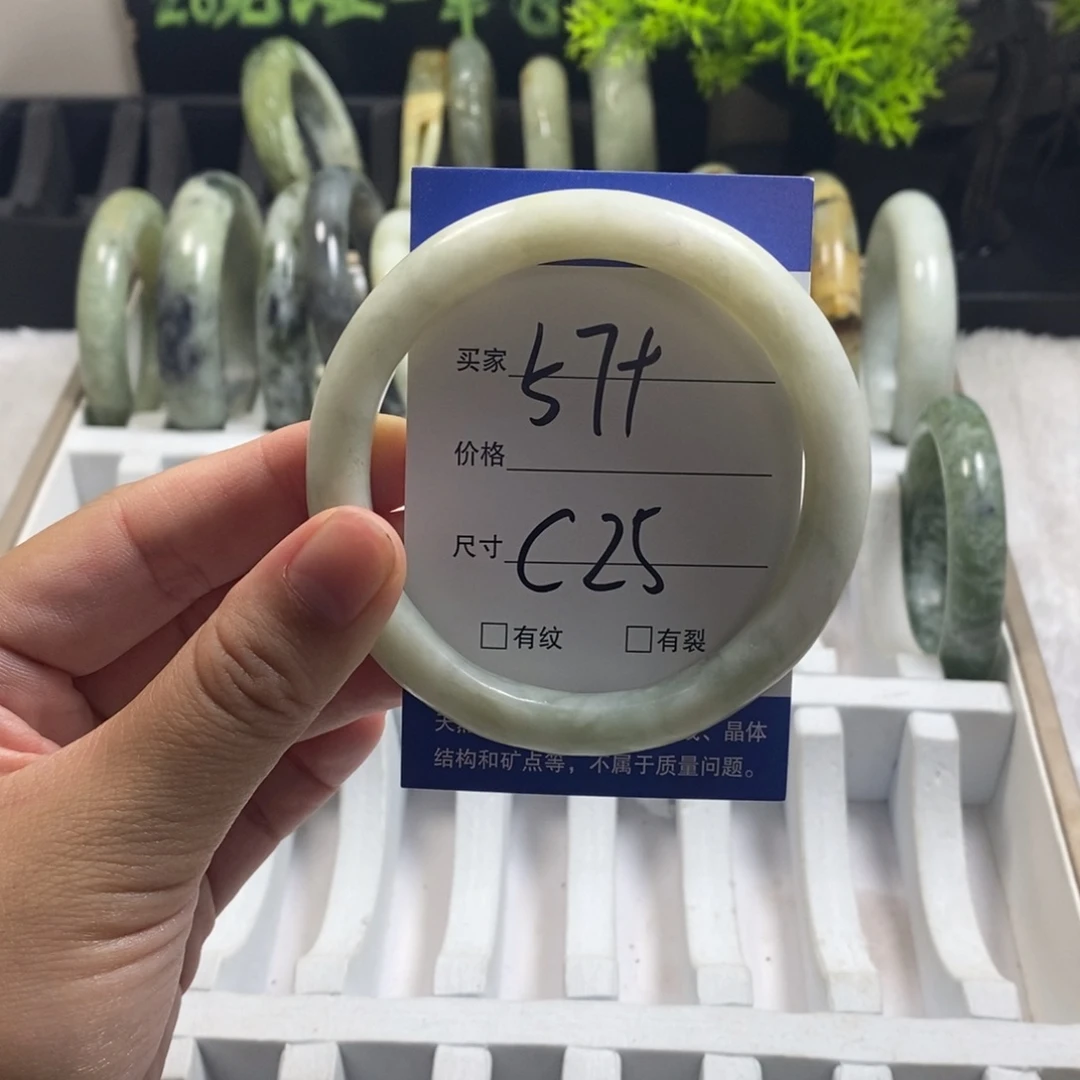 买家 57+
价格
尺寸 C25
□有纹 □有裂
、晶体
结构和矿点等，不属于质量问题。